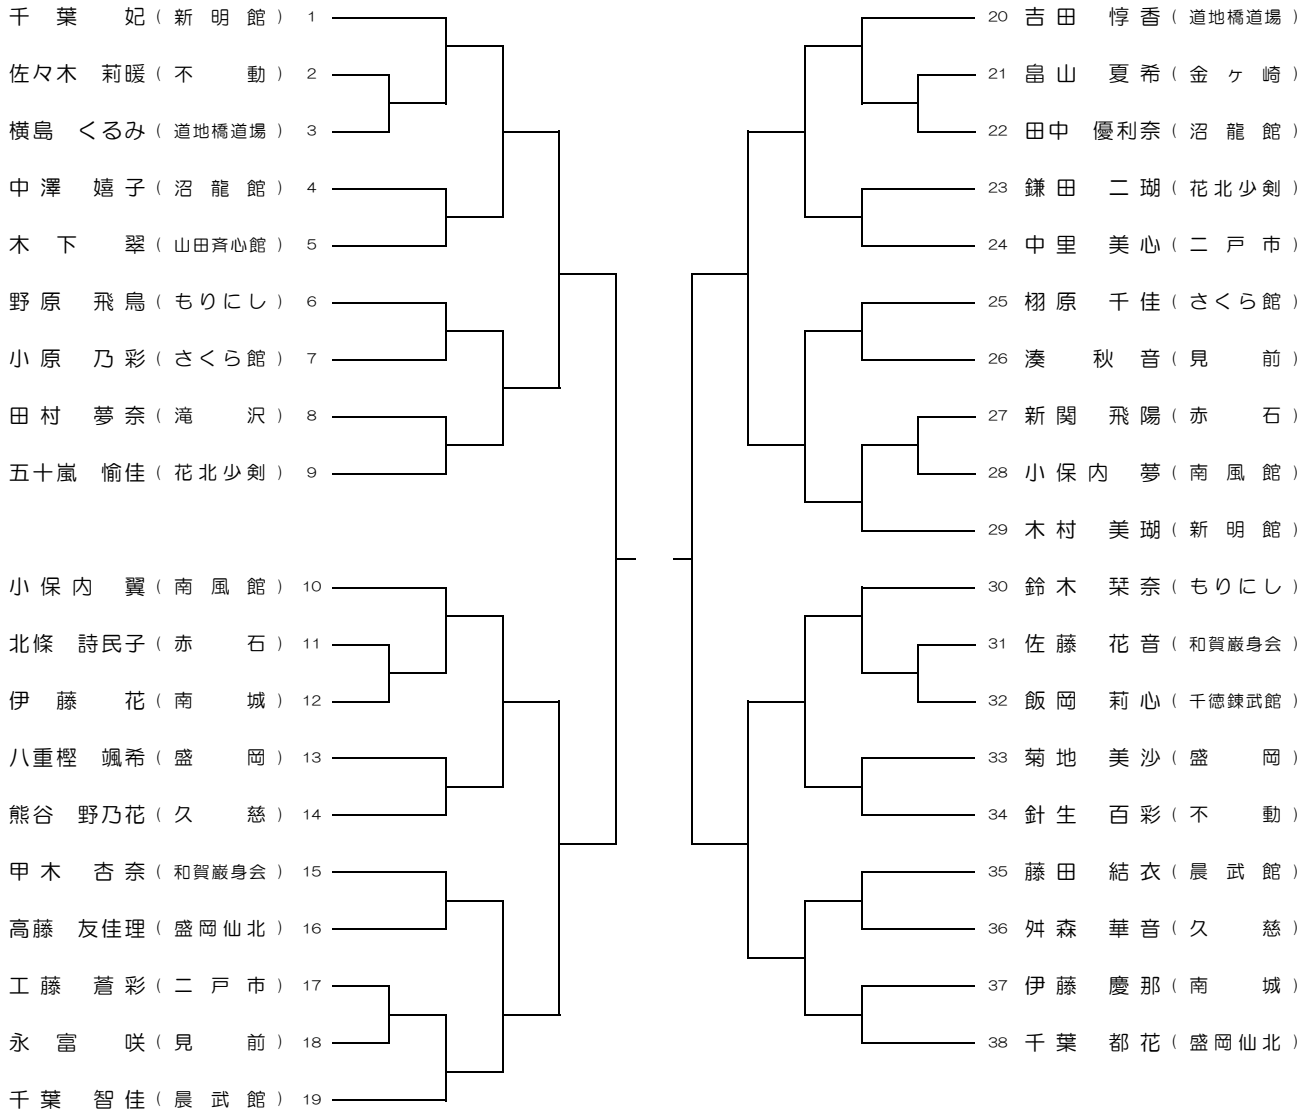 千葉 妃（新明館）1
佐々木 莉暖（不動）2
横島 くるみ（道地橋道場）3
中澤 嬉子（沼龍館）4
木下 翠（山田斉心館）5
野原 飛鳥（もりにし）6
小原 乃彩（さくら館）7
田村 夢奈（滝沢）8
五十嵐 愉佳（花北少剣）9
小保内 翼（南風館）10
北條 詩民子（赤石）11
伊藤 花（南城）12
八重樫 颯希（盛岡）13
熊谷 野乃花（久慈）14
甲木 杏奈（和賀巌身会）15
高藤 友佳理（盛岡仙北）16
工藤 蒼彩（二戸市）17
永富 咲（見前）18
千葉 智佳（晨武館）19
20 吉田 惇香（道地橋道場）
21 畠山 夏希（金ヶ崎）
22 田中 優利奈（沼龍館）
23 鎌田 二瑚（花北少剣）
24 中里 美心（二戸市）
25 栩原 千佳（さくら館）
26 湊 秋音（見前）
27 新関 飛陽（赤石）
28 小保内 夢（南風館）
29 木村 美瑚（新明館）
30 鈴木 栞奈（もりにし）
31 佐藤 花音（和賀巌身会）
32 飯岡 莉心（千徳錬武館）
33 菊地 美沙（盛岡）
34 針生 百彩（不動）
35 藤田 結衣（晨武館）
36 舛森 華音（久慈）
37 伊藤 慶那（南城）
38 千葉 都花（盛岡仙北）